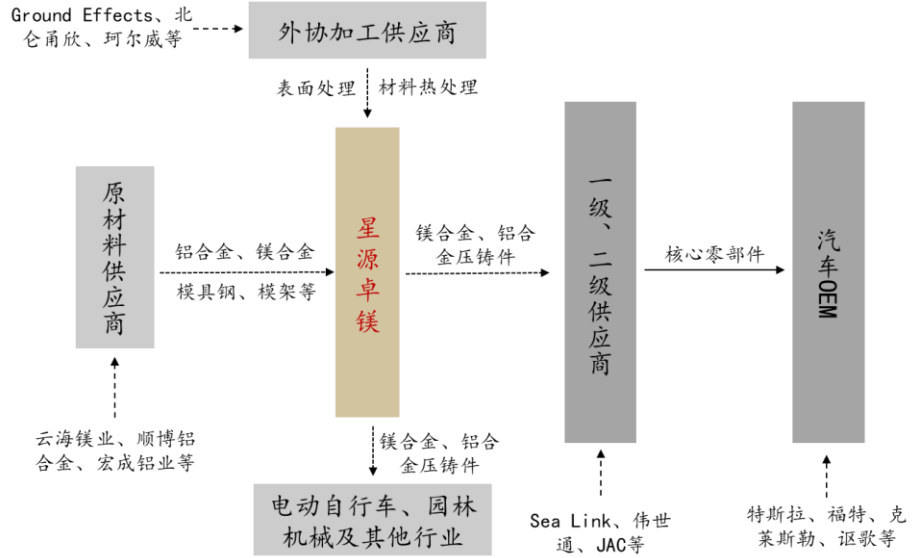 Ground Effects、北
仑甬欣、珂尔威等
外协加工供应商
表面处理
材料热处理
原材料供应商
铝合金、镁合金
模具钢、模架等
星源卓镁
镁合金、铝合
金压铸件
一级、二级供应商
核心零部件
汽车OEM
云海镁业、顺博铝
合金、宏成铝业等
镁合金、铝合
金压铸件
电动自行车、园林
机械及其他行业
Sea Link、伟世
通、JAC等
特斯拉、福特、克
莱斯勒、讴歌等